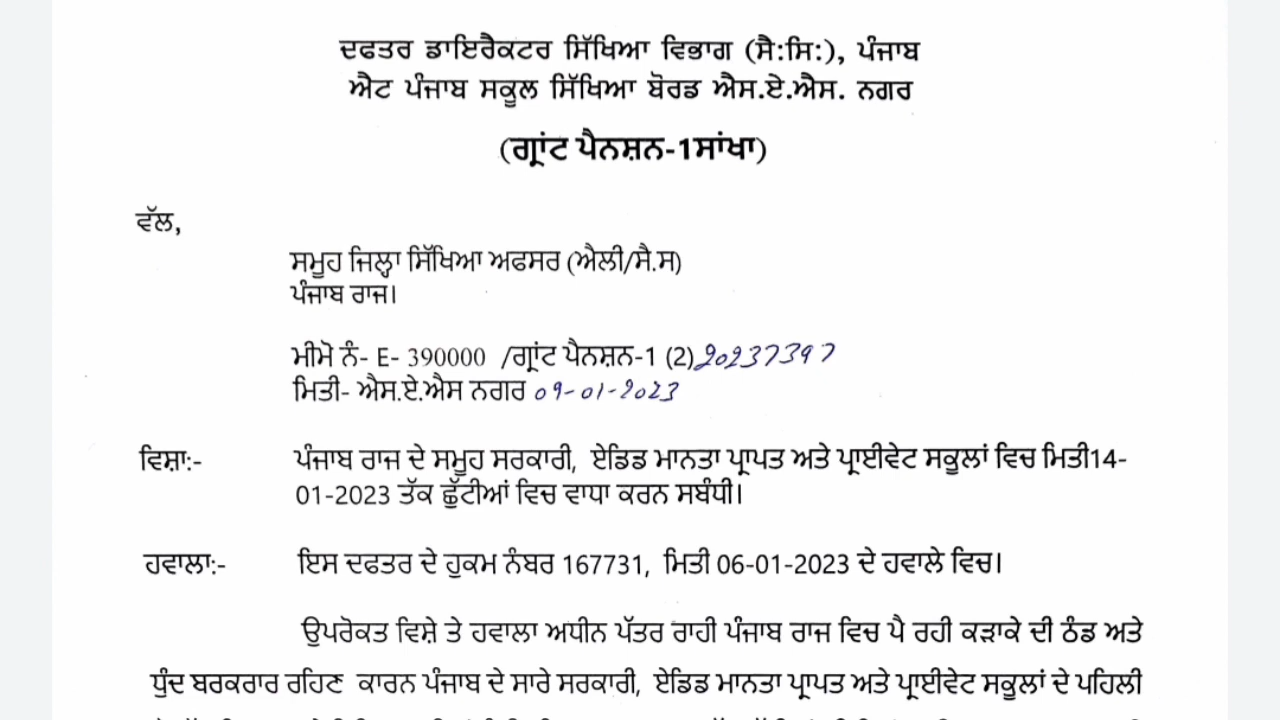 ਦਫਤਰ ਡਾਇਰੈਕਟਰ ਸਿੱਖਿਆ ਵਿਭਾਗ (ਸੈ:ਸਿ:), ਪੰਜਾਬ
ਐਟ ਪੰਜਾਬ ਸਕੂਲ ਸਿੱਖਿਆ ਬੋਰਡ ਐਸ.ਏ.ਐਸ. ਨਗਰ
(ਗ੍ਰਾਂਟ ਪੈਨਸ਼ਨ-1ਸਾਂਖਾ)
ਵੱਲ,
ਸਮੂਹ ਜਿਲ੍ਹਾ ਸਿੱਖਿਆ ਅਫਸਰ (ਐਲੀ/ਸੈ.ਸ)
ਪੰਜਾਬ ਰਾਜ।
ਮੀਮੋ ਨੰ- E- 390000 /ਗ੍ਰਾਂਟ ਪੈਨਸ਼ਨ-1 (2) 20237397
ਮਿਤੀ- ਐਸ.ਏ.ਐਸ ਨਗਰ 09-01-2023
ਵਿਸ਼ਾ:- ਪੰਜਾਬ ਰਾਜ ਦੇ ਸਮੂਹ ਸਰਕਾਰੀ, ਏਡਿਡ ਮਾਨਤਾ ਪ੍ਰਾਪਤ ਅਤੇ ਪ੍ਰਾਈਵੇਟ ਸਕੂਲਾਂ ਵਿਚ ਮਿਤੀ14-
01-2023 ਤੱਕ ਛੁੱਟੀਆਂ ਵਿਚ ਵਾਧਾ ਕਰਨ ਸਬੰਧੀ।
ਹਵਾਲਾ:- ਇਸ ਦਫਤਰ ਦੇ ਹੁਕਮ ਨੰਬਰ 167731, ਮਿਤੀ 06-01-2023 ਦੇ ਹਵਾਲੇ ਵਿਚ।
ਉਪਰੋਕਤ ਵਿਸ਼ੇ ਤੇ ਹਵਾਲਾ ਅਧੀਨ ਪੱਤਰ ਰਾਹੀ ਪੰਜਾਬ ਰਾਜ ਵਿਚ ਪੈ ਰਹੀ ਕੜਾਕੇ ਦੀ ਠੰਡ ਅਤੇ
ਧੁੰਦ ਬਰਕਰਾਰ ਰਹਿਣ ਕਾਰਨ ਪੰਜਾਬ ਦੇ ਸਾਰੇ ਸਰਕਾਰੀ, ਏਡਿਡ ਮਾਨਤਾ ਪ੍ਰਾਪਤ ਅਤੇ ਪ੍ਰਾਈਵੇਟ ਸਕੂਲਾਂ ਦੇ ਪਹਿਲੀ